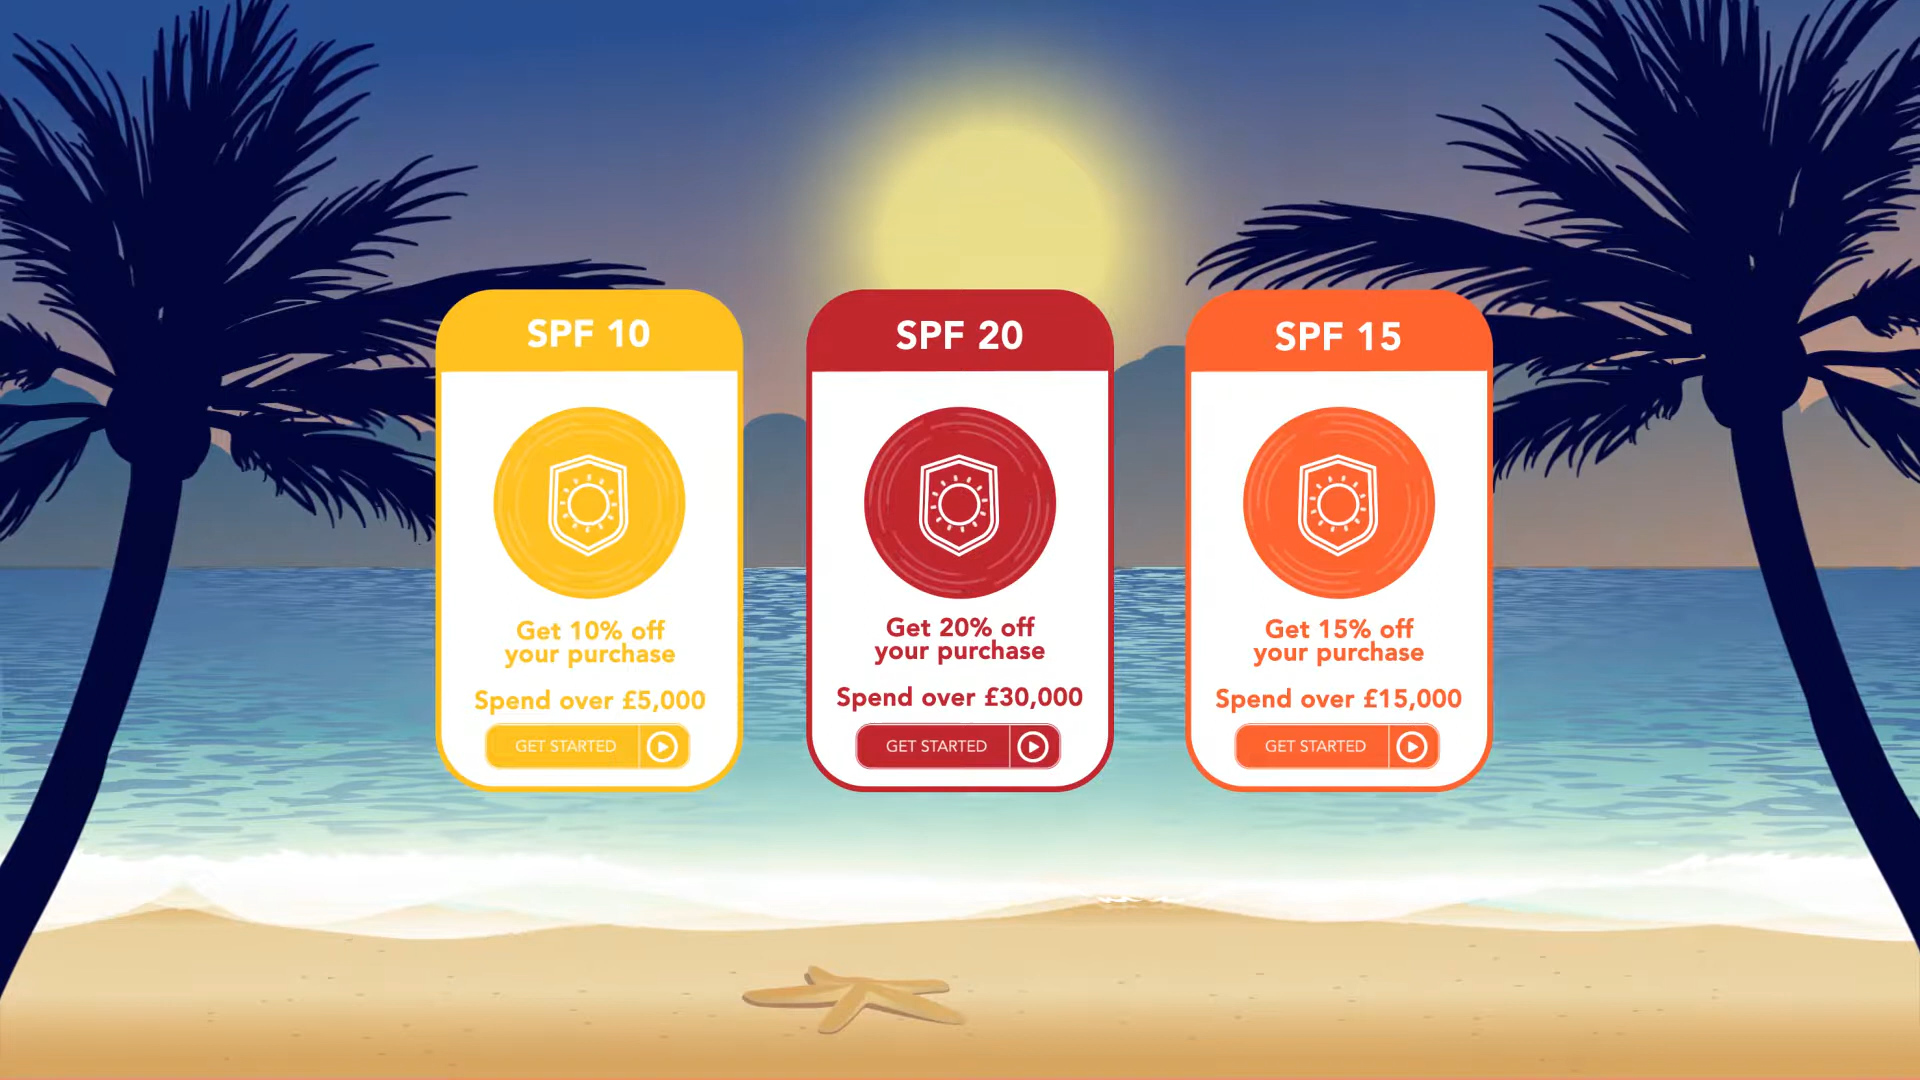 SPF 10
Get 10% off
your purchase
Spend over £5,000
GET STARTED
SPF 20
Get 20% off
your purchase
Spend over £30,000
GET STARTED
SPF 15
Get 15% off
your purchase
Spend over £15,000
GET STARTED